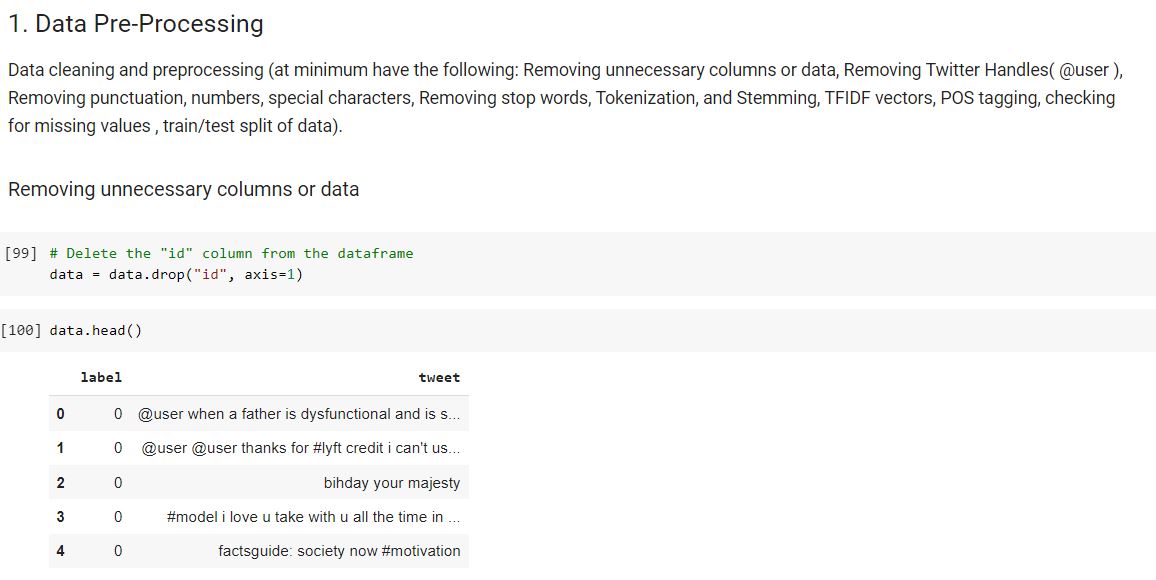 1. Data Pre-Processing
Data cleaning and preprocessing (at minimum have the following: Removing unnecessary columns or data, Removing Twitter Handles( @user ),
Removing punctuation, numbers, special characters, Removing stop words, Tokenization, and Stemming, TFIDF vectors, POS tagging, checking
for missing values , train/test split of data).
Removing unnecessary columns or data
[99] # Delete the "id" column from the dataframe
data = data.drop("id", axis=1)
[100] data.head()
label tweet
0 0 @user when a father is dysfunctional and is s...
1 0 @user @user thanks for #lyft credit i can't us...
2 0 bihday your majesty
3 0 #model i love u take with u all the time in ...
4 0 factsguide: society now #motivation